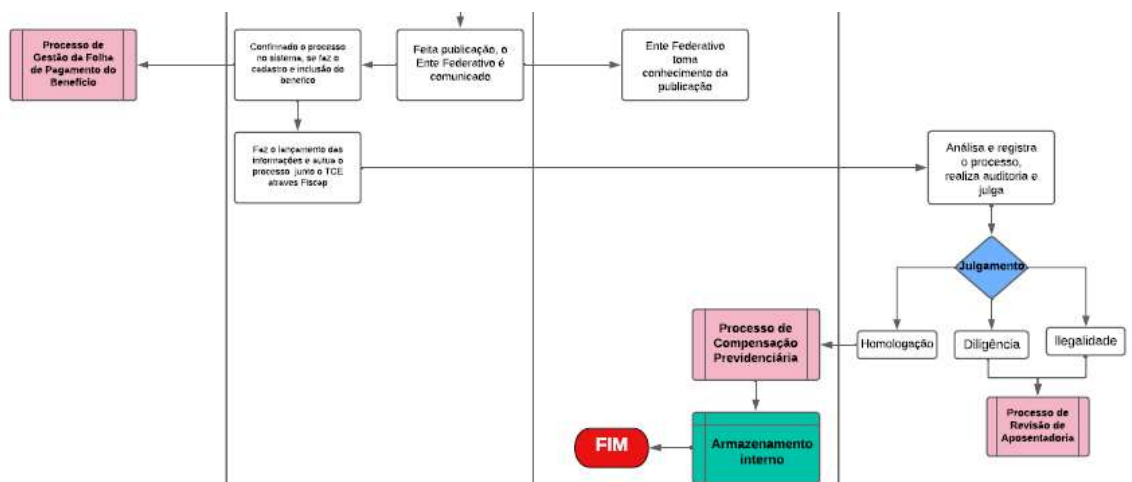 Processo de
Gestão da Folha
de Pagamento do
Benefício
Confirmado o processo
no sistema, se faz o
cadastro e inclusão do
benefico
Feita publicação, o
Ente Federativo é
comunicado
Ente Federativo
toma
conhecimento da
publicação
Faz o lançamento das
informações e autua o
processo junto o TCE
atraves Fiscap
Análisa e registra
o processo,
realiza auditoria e
julga
Julgamento
Processo de
Compensação
Previdenciária
Homologação
Diligência
Ilegalidade
Processo de
Revisão de
Aposentadoria
FIM
Armazenamento
interno